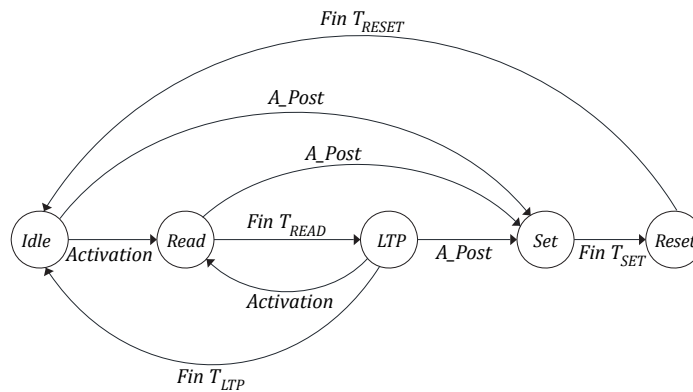 Fin T_RESET
A_Post
A_Post
Idle
Activation
Read
Fin T_READ
LTP
A_Post
Set
Fin T_SET
Reset
Activation
Fin T_LTP